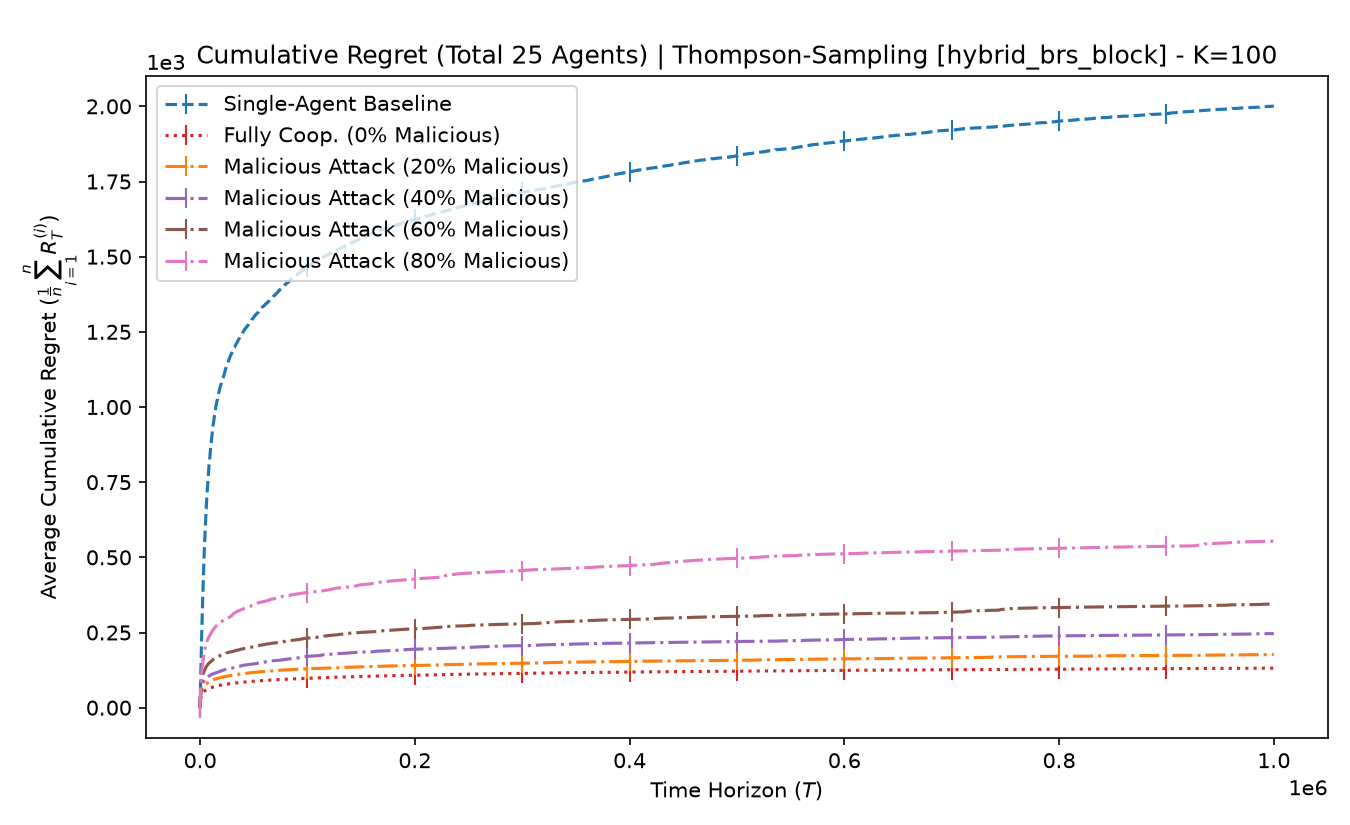 1e3 Cumulative Regret (Total 25 Agents) | Thompson-Sampling [hybrid_brs_block] - K=100
Single-Agent Baseline
Fully Coop. (0% Malicious)
Malicious Attack (20% Malicious)
Malicious Attack (40% Malicious)
Malicious Attack (60% Malicious)
Malicious Attack (80% Malicious)
Average Cumulative Regret ($\frac{1}{n}\sum_{i=1}^{n} R_T^{(i)}$)
2.00
1.75
1.50
1.25
1.00
0.75
0.50
0.25
0.00
0.0 0.2 0.4 0.6 0.8 1.0
1e6
Time Horizon (T)